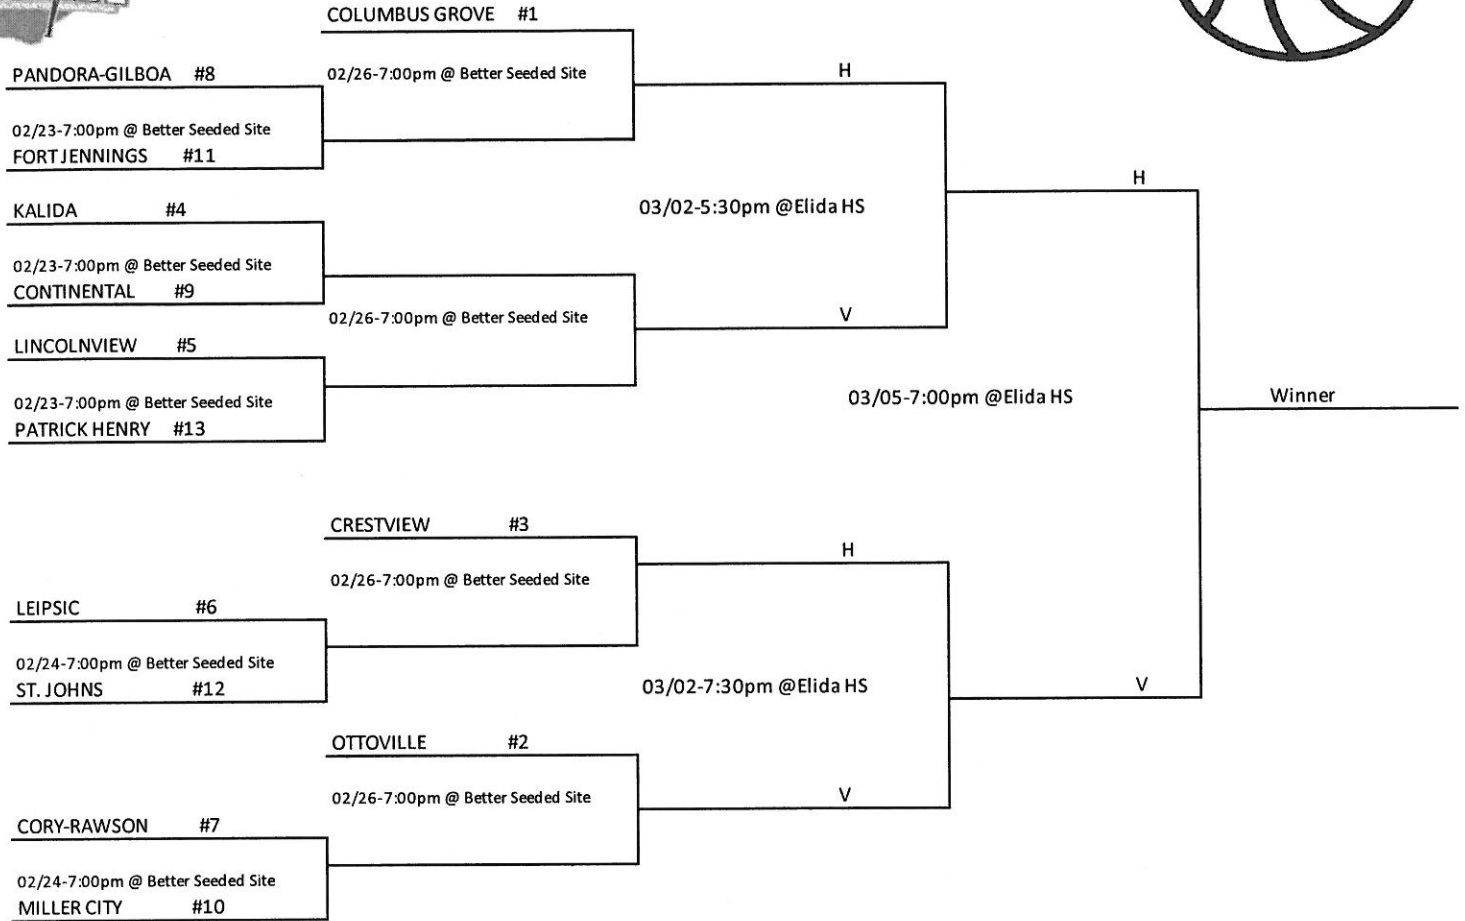 COLUMBUS GROVE #1
PANDORA-GILBOA #8
02/26-7:00pm @ Better Seeded Site
H
02/23-7:00pm @ Better Seeded Site
FORT JENNINGS #11
H
KALIDA #4
03/02-5:30pm @Elida HS
02/23-7:00pm @ Better Seeded Site
CONTINENTAL #9
02/26-7:00pm @ Better Seeded Site
V
LINCOLNVIEW #5
02/23-7:00pm @ Better Seeded Site
PATRICK HENRY #13
03/05-7:00pm @Elida HS
Winner
CRESTVIEW #3
H
02/26-7:00pm @ Better Seeded Site
LEIPSIC #6
02/24-7:00pm @ Better Seeded Site
ST. JOHNS #12
03/02-7:30pm @Elida HS
V
OTTOVILLE #2
02/26-7:00pm @ Better Seeded Site
V
CORY-RAWSON #7
02/24-7:00pm @ Better Seeded Site
MILLER CITY #10